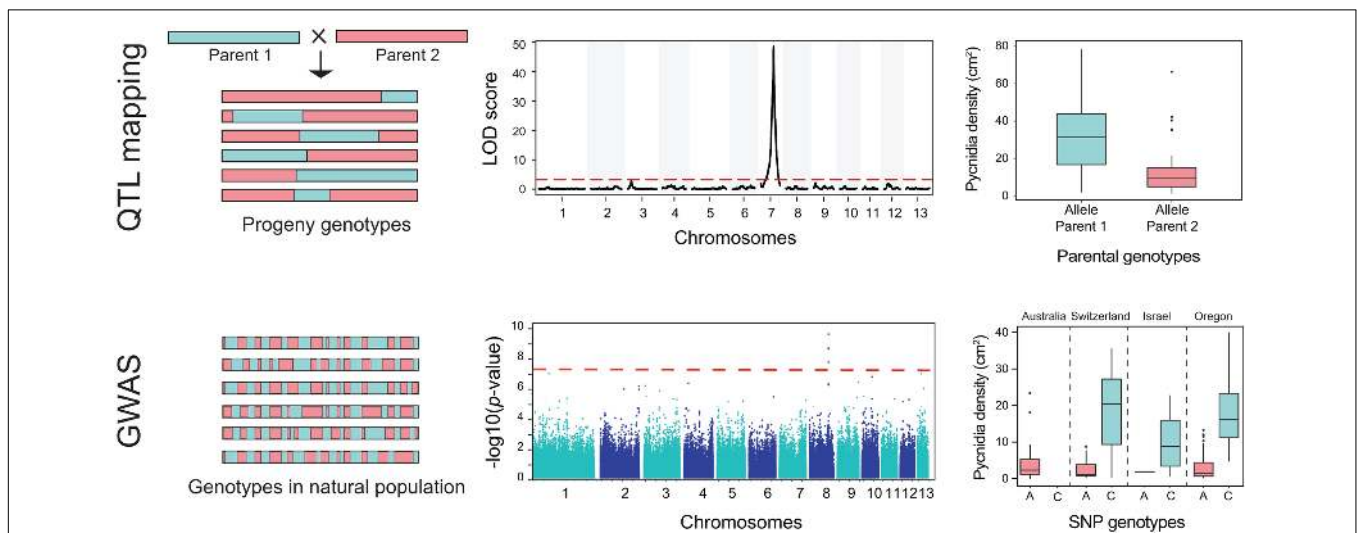 QTL mapping
Parent 1
×
Parent 2
Progeny genotypes
LOD score
50
40
30
20
10
0
1 2 3 4 5 6 7 8 9 10 11 12 13
Chromosomes
Pycnidia density (cm²)
80
60
40
20
0
Allele Allele
Parent 1 Parent 2
Parental genotypes
GWAS
Genotypes in natural population
-log10(p-value)
10
8
7
6
4
2
0
1 2 3 4 5 6 7 8 9 10 11 12 13
Chromosomes
Australia Switzerland Israel Oregon
Pycnidia density (cm²)
40
30
20
10
0
A C A C A C A C
SNP genotypes